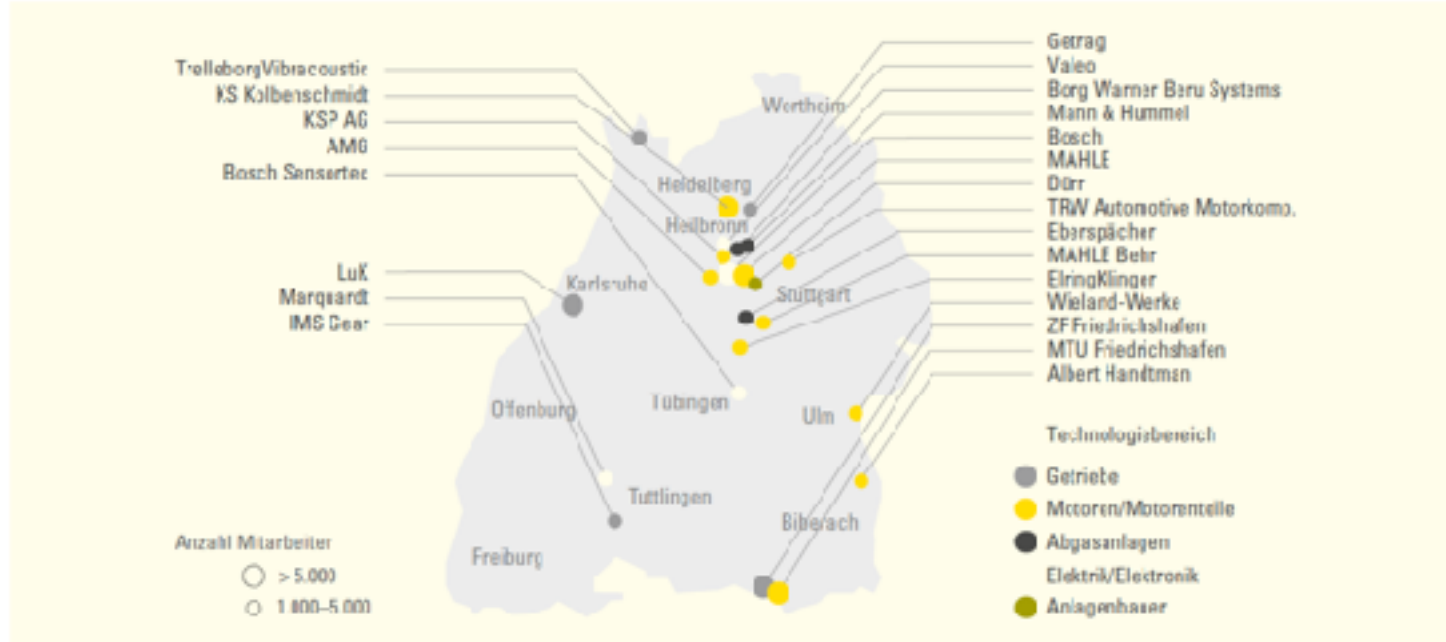 TrelleborgVibracoustic
KS Kolbenschmidt
KSP AG
AMG
Bosch Sensortec
LuK
Marquardt
IMS Gear
Anzahl Mitarbeiter
> 5.000
1.000–5.000
Wertheim
Heidelberg
Heilbronn
Karlsruhe
Stuttgart
Offenburg
Tübingen
Ulm
Tuttlingen
Biberach
Freiburg
Getrag
Valeo
Borg Warner Beru Systems
Mann & Hummel
Bosch
MAHLE
Dürr
TRW Automotive Motorkomp.
Eberspächer
MAHLE Behr
ElringKlinger
Wieland-Werke
ZF Friedrichshafen
MTU Friedrichshafen
Albert Handtman
Technologiebereich
Getriebe
Motoren/Motorenteile
Abgasanlagen
Elektrik/Elektronik
Anlagenbauer